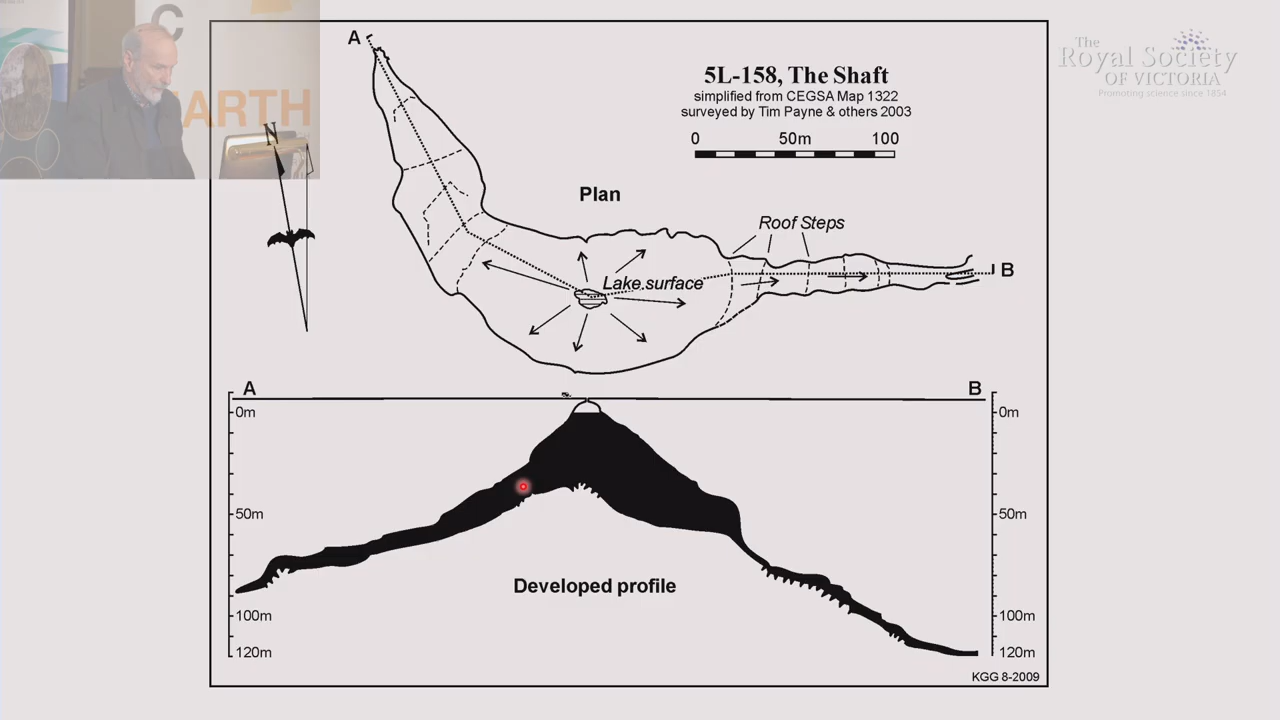 C
EARTH
The
Royal Society
OF VICTORIA
Promoting science since 1854
A
5L-158, The Shaft
simplified from CEGSA Map 1322
surveyed by Tim Payne & others 2003
0 50m 100
N
Plan
Roof Steps
Lake surface
B
A
B
0m
0m
50m
50m
Developed profile
100m
100m
120m
120m
KGG 8-2009